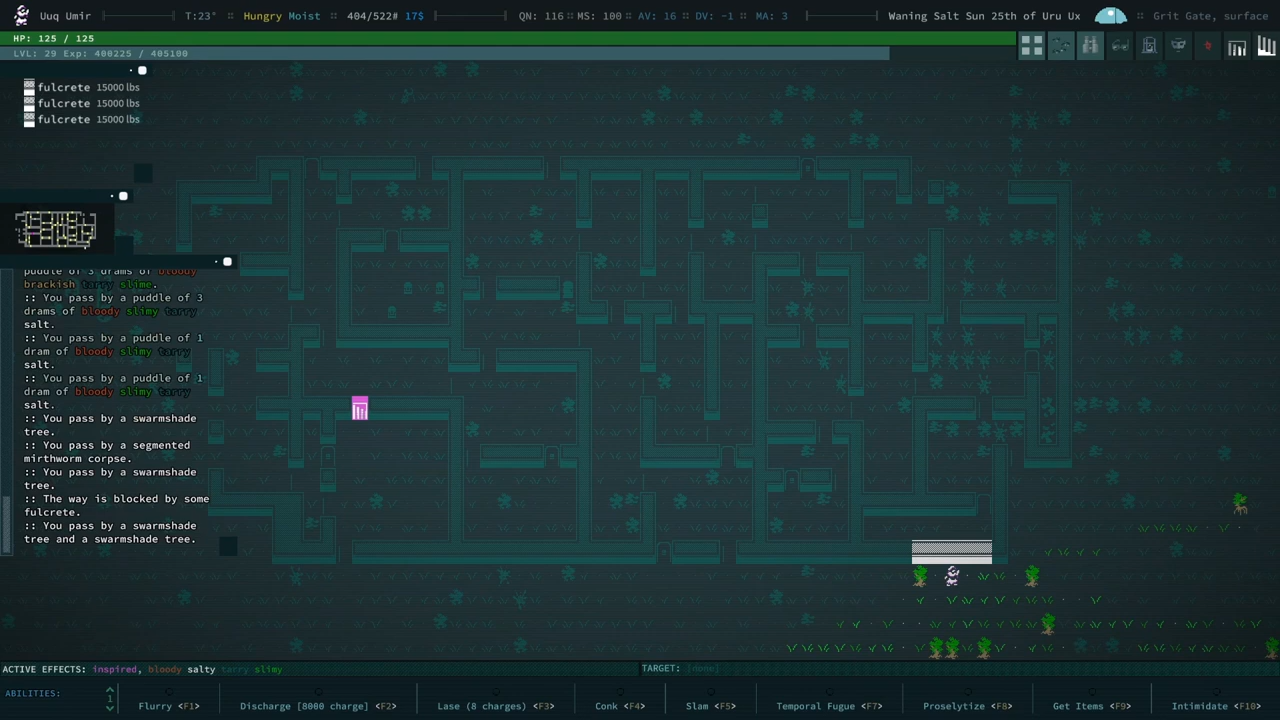 Uuq Umir T:23° :: Hungry Moist :: 404/522# 17$ QN: 116 :: MS: 100 :: AV: 16 :: DV: -1 :: MA: 3 Waning Salt Sun 25th of Uru Ux :: Grit Gate, surface
HP: 125 / 125
LVL: 29 Exp: 400225 / 405100
fulcrete 15000 lbs
fulcrete 15000 lbs
fulcrete 15000 lbs
puddle of 3 drams of bloody
brackish tarry slime.
:: You pass by a puddle of 3
drams of bloody slimy tarry
salt.
:: You pass by a puddle of 1
dram of bloody slimy tarry
salt.
:: You pass by a puddle of 1
dram of bloody slimy tarry
salt.
:: You pass by a swarmshade
tree.
:: You pass by a segmented
mirthworm corpse.
:: You pass by a swarmshade
tree.
:: The way is blocked by some
fulcrete.
:: You pass by a swarmshade
tree and a swarmshade tree.
ACTIVE EFFECTS: inspired, bloody salty tarry slimy TARGET: [none]
ABILITIES: 1 Flurry <F1> Discharge [8000 charge] <F2> Lase (8 charges) <F3> Conk <F4> Slam <F5> Temporal Fugue <F7> Proselytize <F8> Get Items <F9> Intimidate <F10>